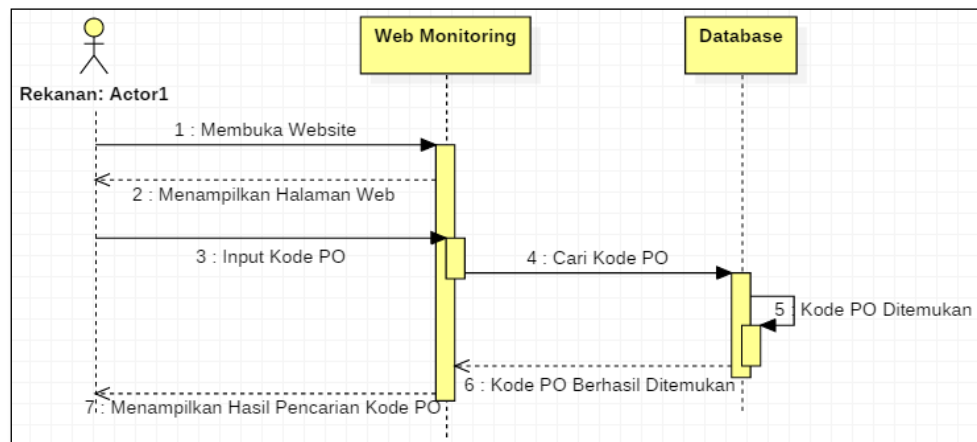 Web Monitoring
Database
Rekanan: Actor1
1 : Membuka Website
2 : Menampilkan Halaman Web
3 : Input Kode PO
4 : Cari Kode PO
5 : Kode PO Ditemukan
6 : Kode PO Berhasil Ditemukan
7 : Menampilkan Hasil Pencarian Kode PO